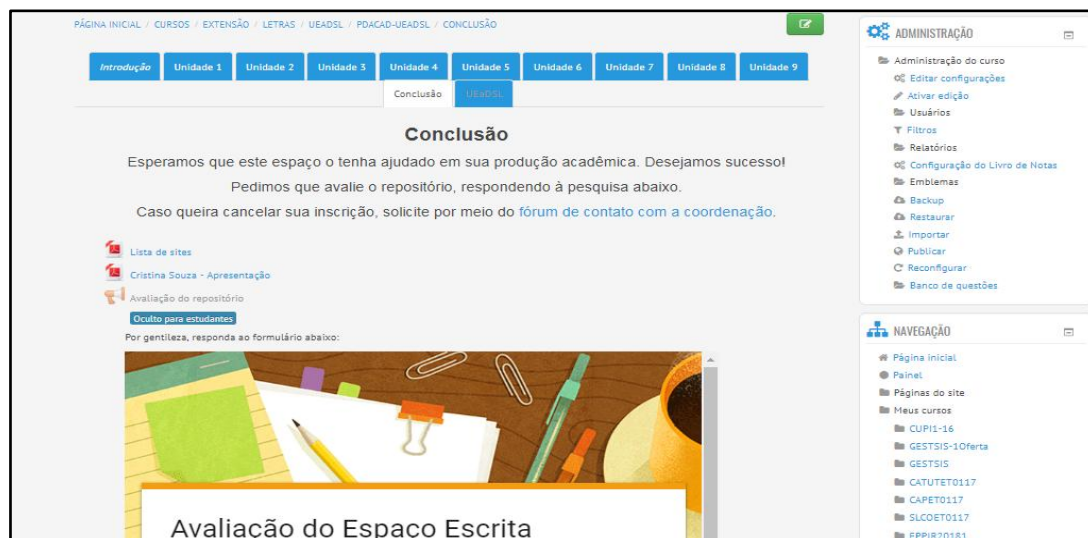 PÁGINA INICIAL / CURSOS / EXTENSÃO / LETRAS / UEADSL / PDACAD-UEADSL / CONCLUSÃO
Introdução Unidade 1 Unidade 2 Unidade 3 Unidade 4 Unidade 5 Unidade 6 Unidade 7 Unidade 8 Unidade 9
Conclusão UEaDSL
Conclusão
Esperamos que este espaço o tenha ajudado em sua produção acadêmica. Desejamos sucesso!
Pedimos que avalie o repositório, respondendo à pesquisa abaixo.
Caso queira cancelar sua inscrição, solicite por meio do fórum de contato com a coordenação.
Lista de sites
Cristina Souza - Apresentação
Avaliação do repositório
Oculto para estudantes
Por gentileza, responda ao formulário abaixo:
Avaliação do Espaço Escrita
ADMINISTRAÇÃO
Administração do curso
Editar configurações
Ativar edição
Usuários
Filtros
Relatórios
Configuração do Livro de Notas
Emblemas
Backup
Restaurar
Importar
Publicar
Reconfigurar
Banco de questões
NAVEGAÇÃO
Página inicial
Painel
Páginas do site
Meus cursos
CUPI1-16
GESTSIS-1Oferta
GESTSIS
CATUTET0117
CAPET0117
SLCOET0117
EPPIR20181